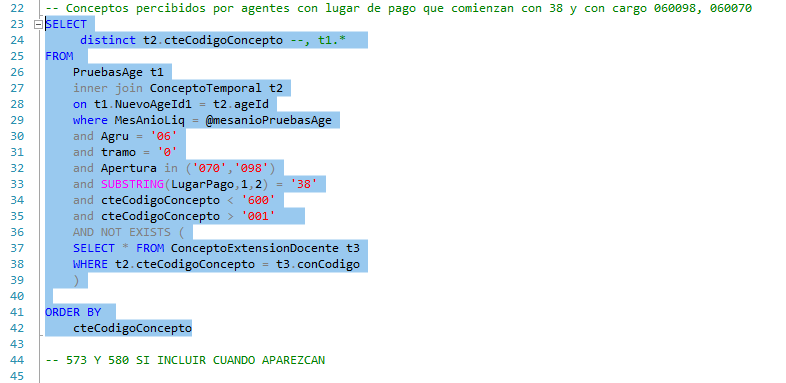 22 -- Conceptos percibidos por agentes con lugar de pago que comienzan con 38 y con cargo 060098, 060070
23 SELECT
24 distinct t2.cteCodigoConcepto --, t1.*
25 FROM
26 PruebasAge t1
27 inner join ConceptoTemporal t2
28 on t1.NuevoAgeId1 = t2.ageId
29 where MesAnioLiq = @mesanioPruebasAge
30 and Agru = '06'
31 and tramo = '0'
32 and Apertura in ('070','098')
33 and SUBSTRING(LugarPago,1,2) = '38'
34 and cteCodigoConcepto < '600'
35 and cteCodigoConcepto > '001'
36 AND NOT EXISTS (
37 SELECT * FROM ConceptoExtensionDocente t3
38 WHERE t2.cteCodigoConcepto = t3.conCodigo
39 )
40
41 ORDER BY
42 cteCodigoConcepto
43
44 -- 573 Y 580 SI INCLUIR CUANDO APAREZCAN
45